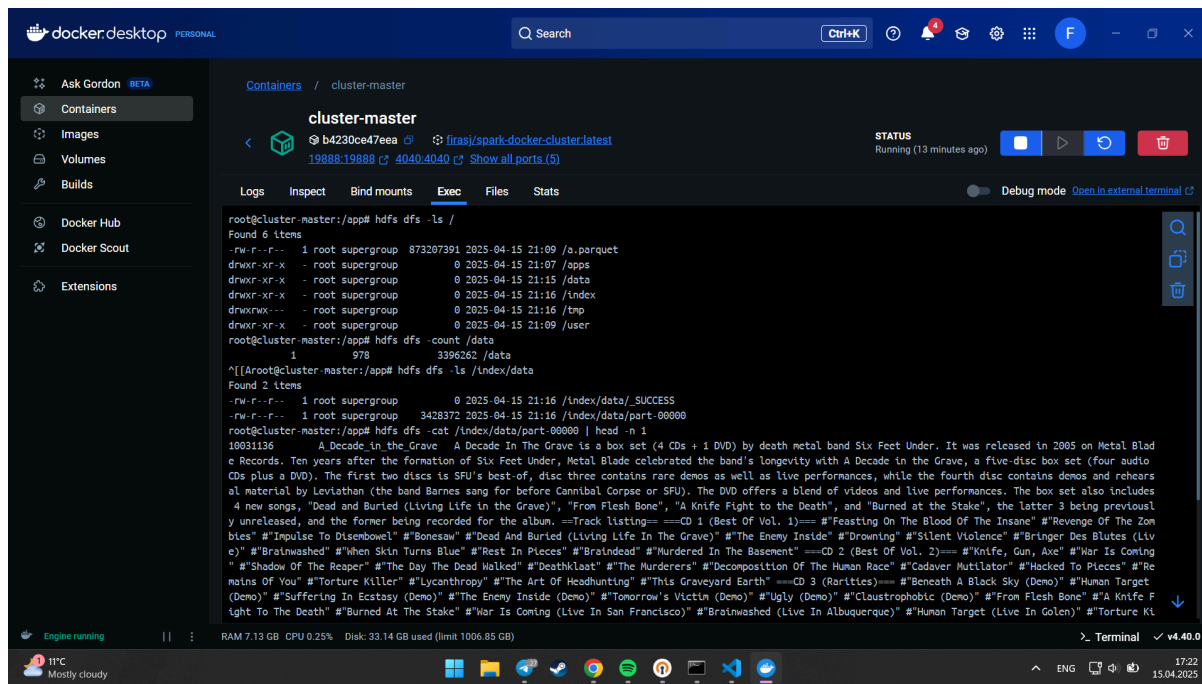 docker.desktop PERSONAL
Search
Ctrl+K
4
F
Ask Gordon BETA
Containers
Images
Volumes
Builds
Docker Hub
Docker Scout
Extensions
Containers / cluster-master
cluster-master
b4230ce47eea firasj/spark-docker-cluster:latest
19888:19888 4040:4040 Show all ports (5)
STATUS
Running (13 minutes ago)
Logs Inspect Bind mounts Exec Files Stats
Debug mode Open in external terminal
root@cluster-master:/app# hdfs dfs -ls /
Found 6 items
-rw-r--r-- 1 root supergroup 873207391 2025-04-15 21:09 /a.parquet
drwxr-xr-x - root supergroup 0 2025-04-15 21:07 /apps
drwxr-xr-x - root supergroup 0 2025-04-15 21:15 /data
drwxr-xr-x - root supergroup 0 2025-04-15 21:16 /index
drwxrwx--- - root supergroup 0 2025-04-15 21:16 /tmp
drwxr-xr-x - root supergroup 0 2025-04-15 21:09 /user
root@cluster-master:/app# hdfs dfs -count /data
1 978 3396262 /data
^[[Aroot@cluster-master:/app# hdfs dfs -ls /index/data
Found 2 items
-rw-r--r-- 1 root supergroup 0 2025-04-15 21:16 /index/data/_SUCCESS
-rw-r--r-- 1 root supergroup 3428372 2025-04-15 21:16 /index/data/part-00000
root@cluster-master:/app# hdfs dfs -cat /index/data/part-00000 | head -n 1
10031136 A_Decade_in_the_Grave A Decade In The Grave is a box set (4 CDs + 1 DVD) by death metal band Six Feet Under. It was released in 2005 on Metal Blad
e Records. Ten years after the formation of Six Feet Under, Metal Blade celebrated the band's longevity with A Decade in the Grave, a five-disc box set (four audio
CDs plus a DVD). The first two discs is SFU's best-of, disc three contains rare demos as well as live performances, while the fourth disc contains demos and rehears
al material by Leviathan (the band Barnes sang for before Cannibal Corpse or SFU). The DVD offers a blend of videos and live performances. The box set also includes
4 new songs, "Dead and Buried (Living Life in the Grave)", "From Flesh Bone", "A Knife Fight to the Death", and "Burned at the Stake", the latter 3 being previousl
y unreleased, and the former being recorded for the album. ==Track listing== ===CD 1 (Best Of Vol. 1)=== #"Feasting On The Blood Of The Insane" #"Revenge Of The Zom
bies" #"Impulse To Disembowel" #"Bonesaw" #"Dead And Buried (Living Life In The Grave)" #"The Enemy Inside" #"Drowning" #"Silent Violence" #"Bringer Des Blutes (Liv
e)" #"Brainwashed" #"When Skin Turns Blue" #"Rest In Pieces" #"Braindead" #"Murdered In The Basement" ===CD 2 (Best Of Vol. 2)=== #"Knife, Gun, Axe" #"War Is Coming
" #"Shadow Of The Reaper" #"The Day The Dead Walked" #"Deathklaat" #"The Murderers" #"Decomposition Of The Human Race" #"Cadaver Mutilator" #"Hacked To Pieces" #"Re
mains Of You" #"Torture Killer" #"Lycanthropy" #"The Art Of Headhunting" #"This Graveyard Earth" ===CD 3 (Rarities)=== #"Beneath A Black Sky (Demo)" #"Human Target
(Demo)" #"Suffering In Ecstasy (Demo)" #"The Enemy Inside (Demo)" #"Tomorrow's Victim (Demo)" #"Ugly (Demo)" #"Claustrophobic (Demo)" #"From Flesh Bone" #"A Knife F
ight To The Death" #"Burned At The Stake" #"War Is Coming (Live In San Francisco)" #"Brainwashed (Live In Albuquerque)" #"Human Target (Live In Golen)" #"Torture Ki
Engine running
RAM 7.13 GB CPU 0.25% Disk: 33.14 GB used (limit 1006.85 GB)
>_ Terminal
v4.40.0
1
11°C
Mostly cloudy
ENG
17:22
15.04.2025